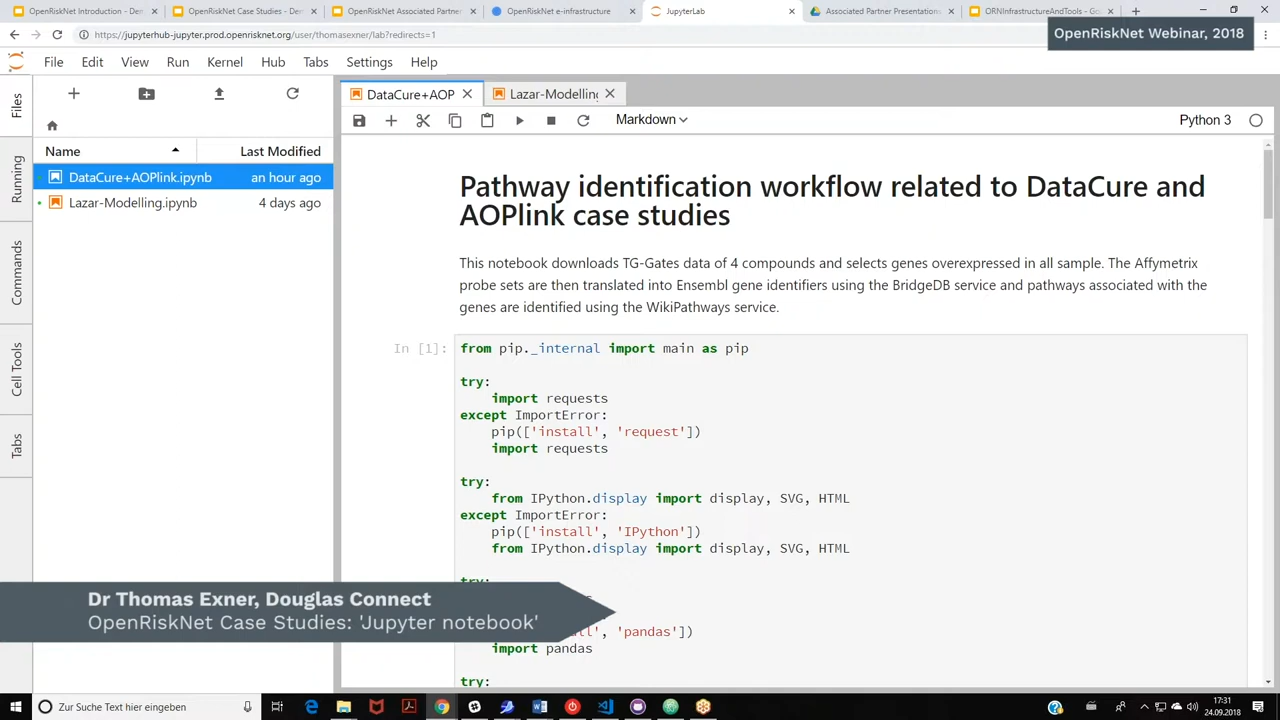 OpenRiskNet Introduction - Dem
OpenRiskNet Case Studies - Dem
OpenRiskNet Associated Partner
OpenRiskNet e-infrastructure
JupyterLab
Associated Partner Presentation
ORNInfrastructureAndTools - Go
https://jupyterhub-jupyter.prod.openrisknet.org/user/thomasexner/lab?redirects=1
OpenRiskNet Webinar, 2018
File Edit View Run Kernel Hub Tabs Settings Help
Files
Running
Commands
Cell Tools
Tabs
Name Last Modified
DataCure+AOPlink.ipynb an hour ago
Lazar-Modelling.ipynb 4 days ago
DataCure+AOP
Lazar-Modelling
Markdown
Python 3
Pathway identification workflow related to DataCure and
AOPlink case studies
This notebook downloads TG-Gates data of 4 compounds and selects genes overexpressed in all sample. The Affymetrix
probe sets are then translated into Ensembl gene identifiers using the BridgeDB service and pathways associated with the
genes are identified using the WikiPathways service.
In [1]:
from pip._internal import main as pip
try:
import requests
except ImportError:
pip(['install', 'request'])
import requests
try:
from IPython.display import display, SVG, HTML
except ImportError:
pip(['install', 'IPython'])
from IPython.display import display, SVG, HTML
try:
'pandas'])
import pandas
try:
Dr Thomas Exner, Douglas Connect
OpenRiskNet Case Studies: 'Jupyter notebook'
Zur Suche Text hier eingeben
17:31
24.09.2018